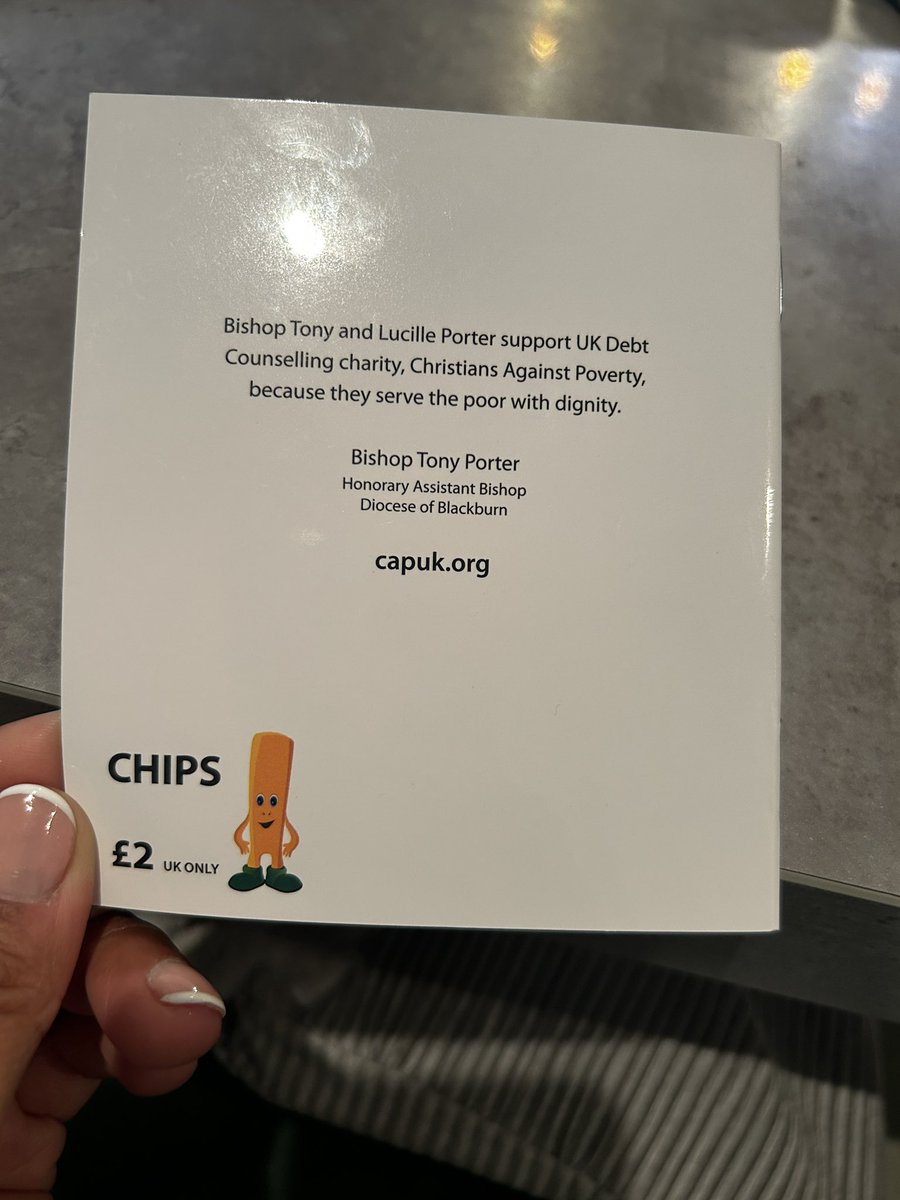 Bishop Tony and Lucille Porter support UK Debt
Counselling charity, Christians Against Poverty,
because they serve the poor with dignity.
Bishop Tony Porter
Honorary Assistant Bishop
Diocese of Blackburn
capuk.org
CHIPS
£2 UK ONLY